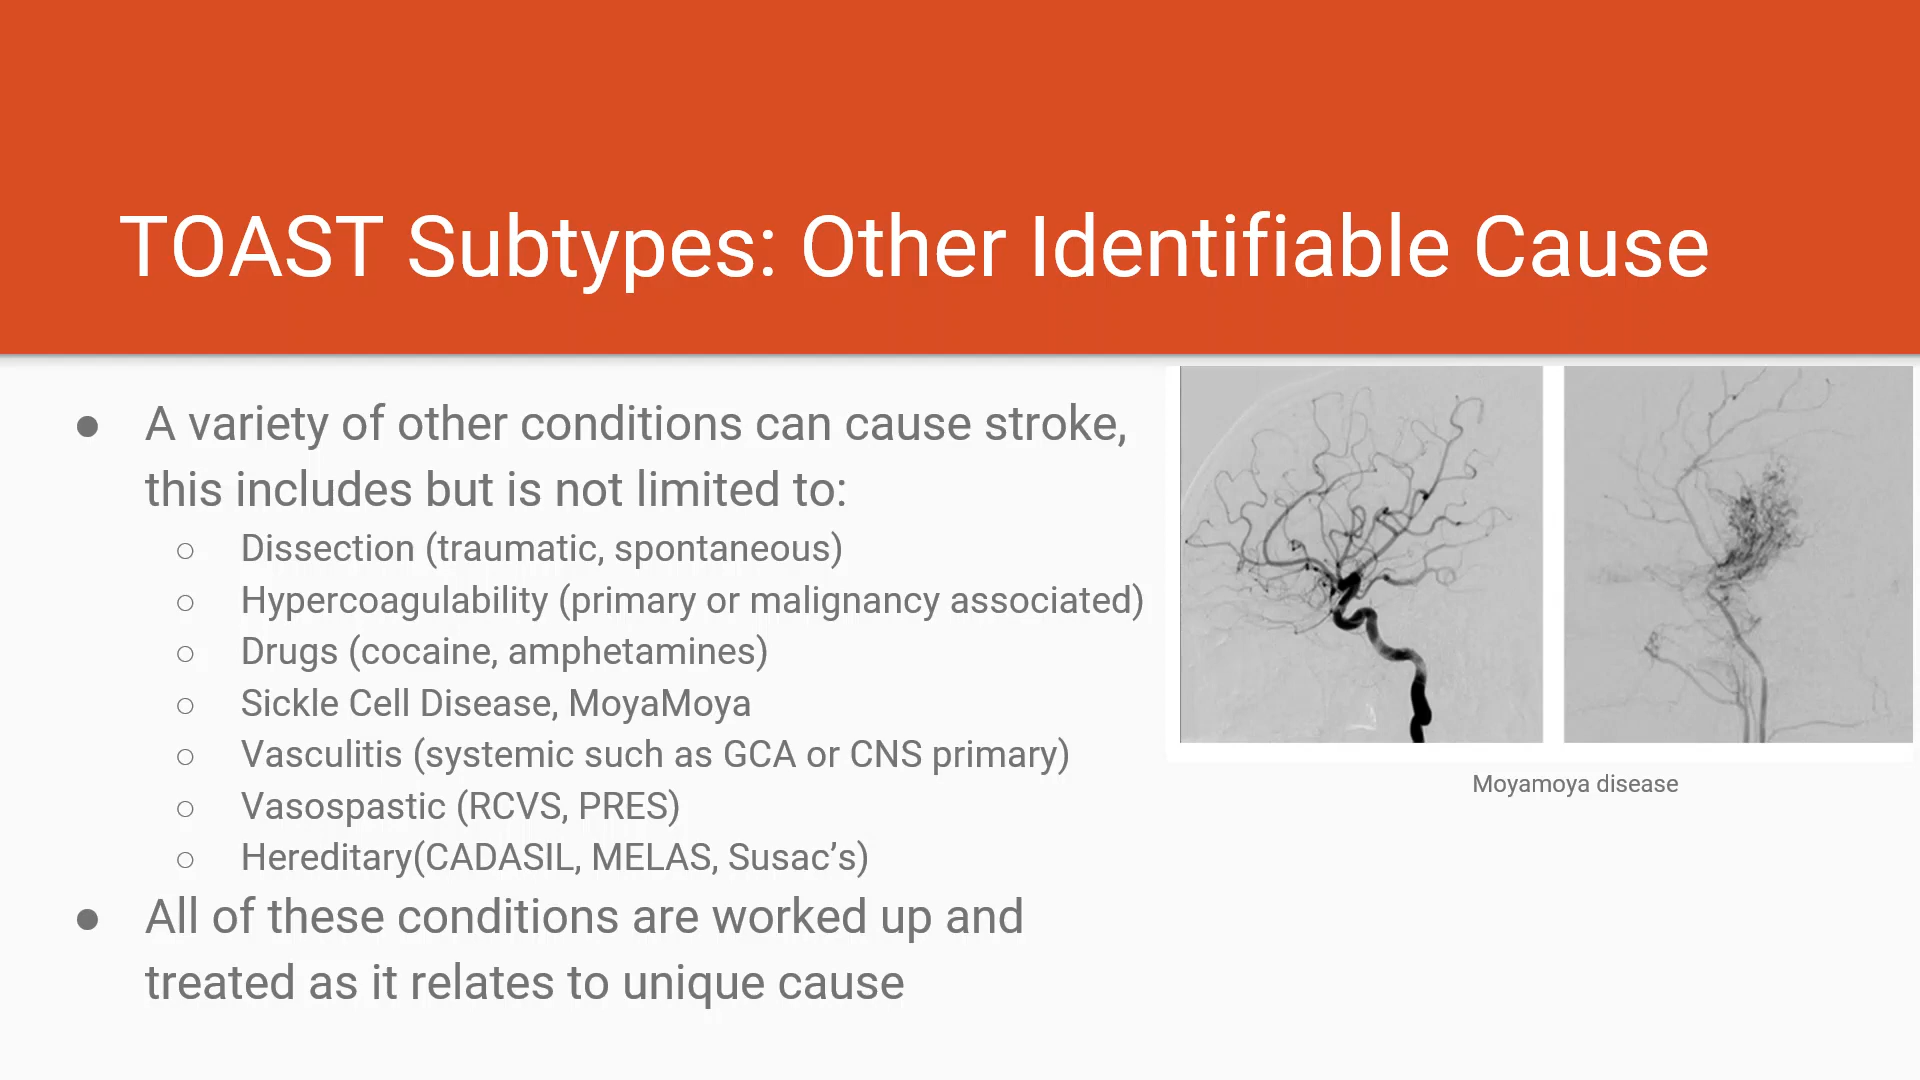 TOAST Subtypes: Other Identifiable Cause
● A variety of other conditions can cause stroke,
this includes but is not limited to:
○ Dissection (traumatic, spontaneous)
○ Hypercoagulability (primary or malignancy associated)
○ Drugs (cocaine, amphetamines)
○ Sickle Cell Disease, MoyaMoya
○ Vasculitis (systemic such as GCA or CNS primary)
○ Vasospastic (RCVS, PRES)
○ Hereditary(CADASIL, MELAS, Susac’s)
● All of these conditions are worked up and
treated as it relates to unique cause
Moyamoya disease